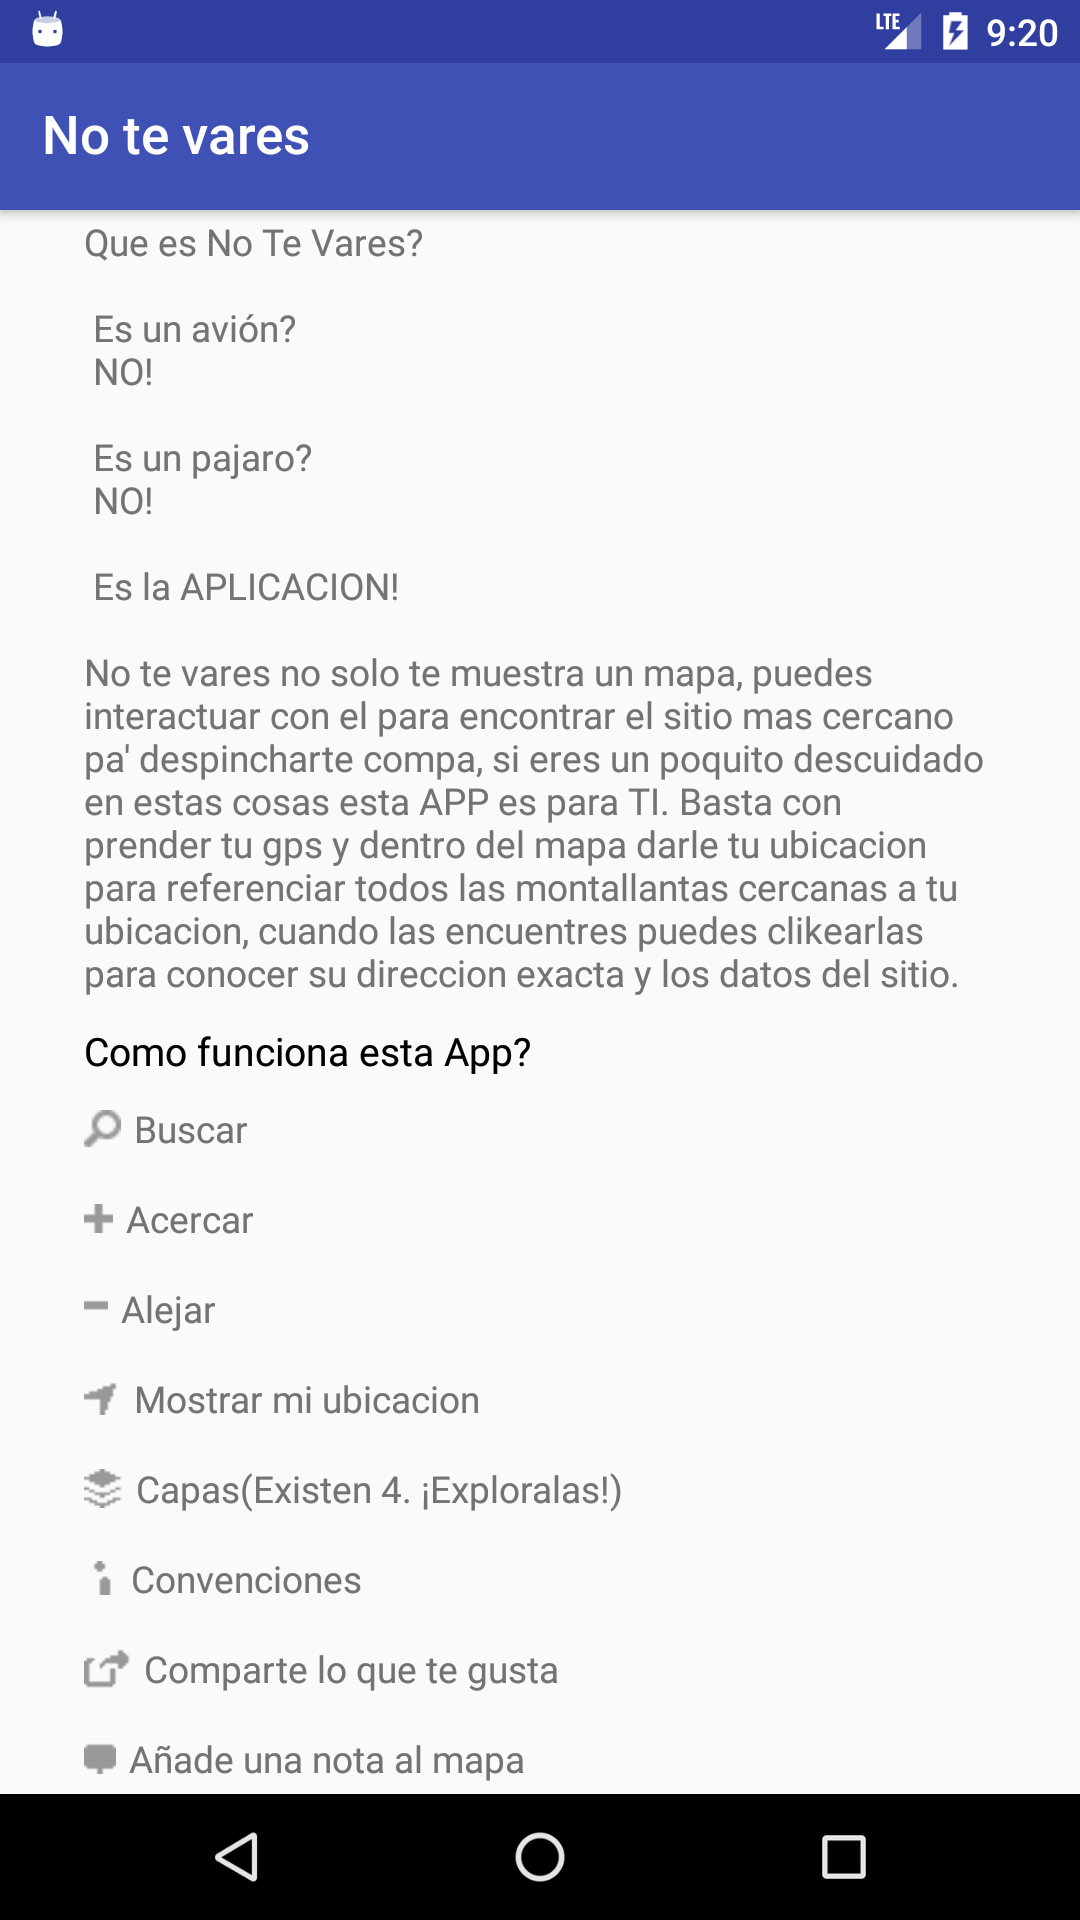 LTE 9:20
No te vares
Que es No Te Vares?
Es un avión?
NO!
Es un pajaro?
NO!
Es la APLICACION!
No te vares no solo te muestra un mapa, puedes
interactuar con el para encontrar el sitio mas cercano
pa' despincharte compa, si eres un poquito descuidado
en estas cosas esta APP es para TI. Basta con
prender tu gps y dentro del mapa darle tu ubicacion
para referenciar todos las montallantas cercanas a tu
ubicacion, cuando las encuentres puedes clikearlas
para conocer su direccion exacta y los datos del sitio.
Como funciona esta App?
Buscar
Acercar
Alejar
Mostrar mi ubicacion
Capas(Existen 4. ¡Exploralas!)
Convenciones
Comparte lo que te gusta
Añade una nota al mapa